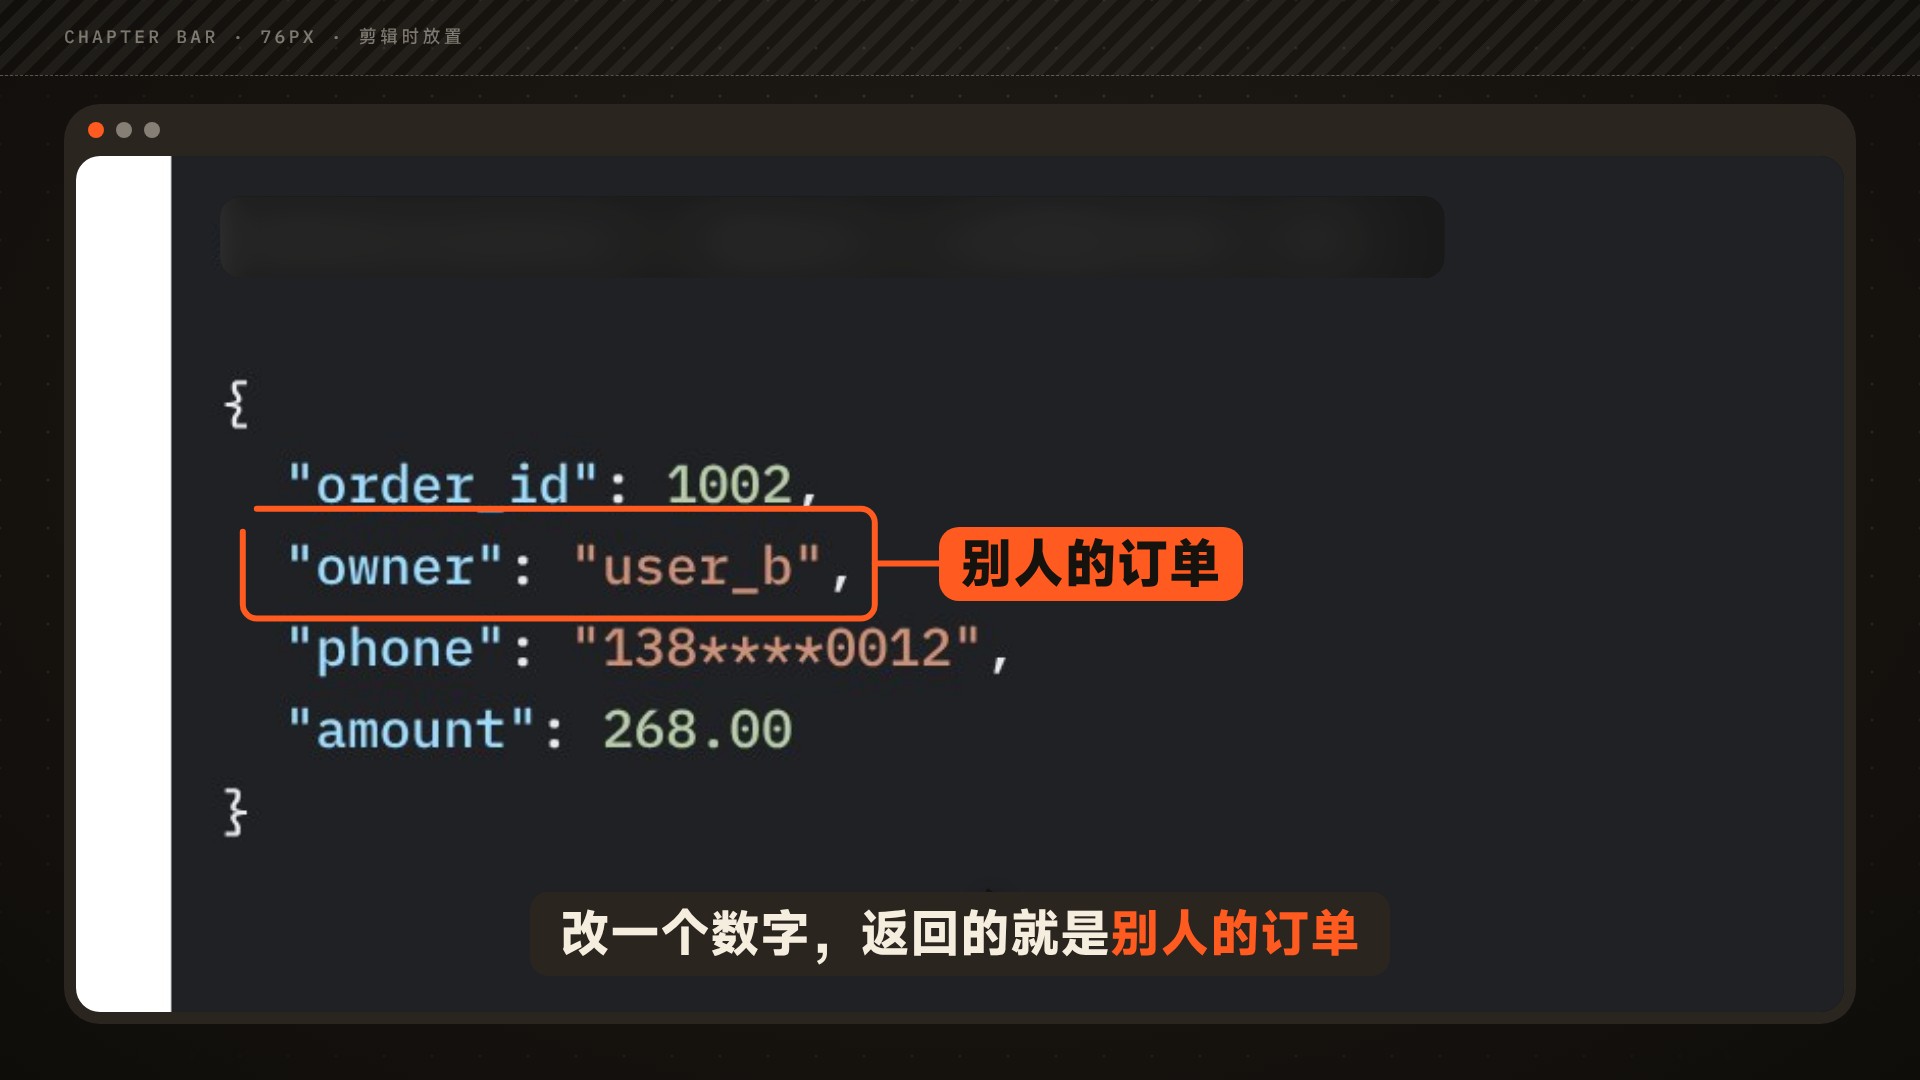 CHAPTER BAR · 76PX · 剪辑时放置
{
"order_id": 1002,
"owner": "user_b",
别人的订单
"phone": "138****0012",
"amount": 268.00
}
改一个数字，返回的就是别人的订单